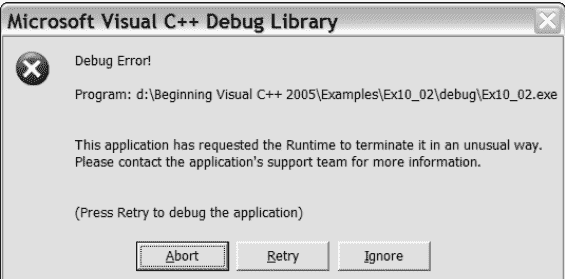 Microsoft Visual C++ Debug Library
Debug Error!
Program: d:\Beginning Visual C++ 2005\Examples\Ex10_02\debug\Ex10_02.exe
This application has requested the Runtime to terminate it in an unusual way.
Please contact the application's support team for more information.
(Press Retry to debug the application)
Abort Retry Ignore